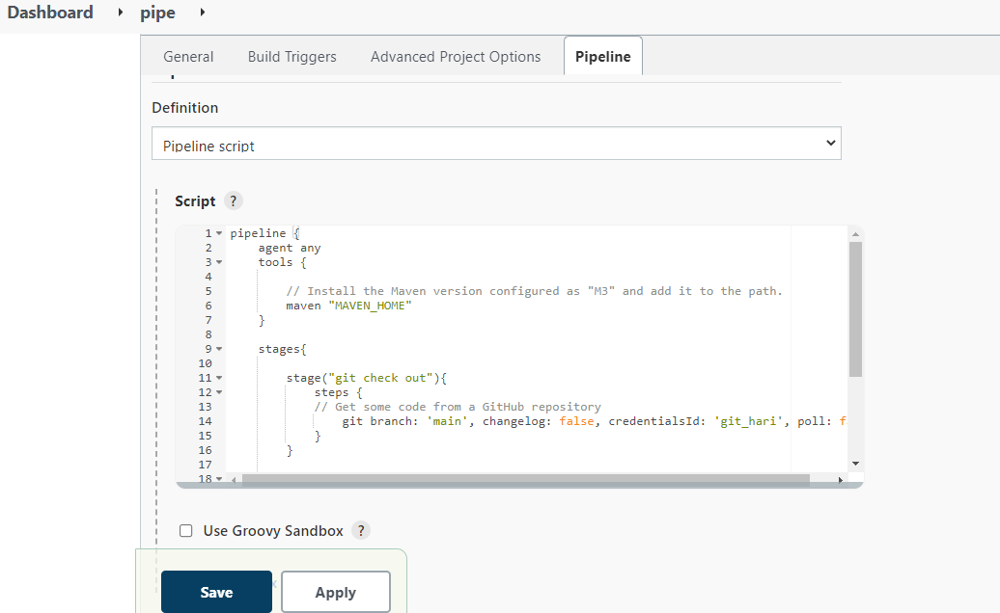 Dashboard pipe
General Build Triggers Advanced Project Options Pipeline
Definition
Pipeline script
Script ?
1 pipeline {
2 agent any
3 tools {
4
5 // Install the Maven version configured as "M3" and add it to the path.
6 maven "MAVEN_HOME"
7 }
8
9 stages{
10
11 stage("git check out"){
12 steps {
13 // Get some code from a GitHub repository
14 git branch: 'main', changelog: false, credentialsId: 'git_hari', poll: f
15 }
16 }
17
18
Use Groovy Sandbox ?
Save Apply